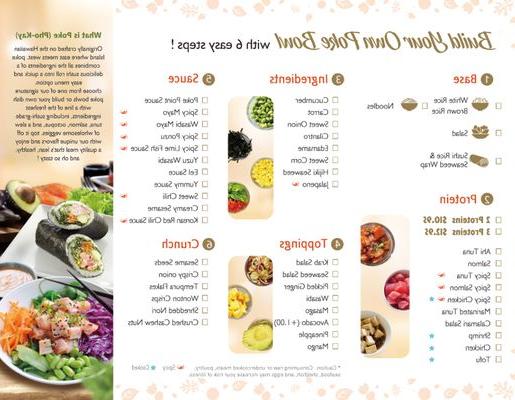 Build Your Own Poke Bowl with 6 easy steps !
1 Base
White Rice
Brown Rice
Noodles
Salad
Sushi Rice &
Seaweed Wrap
2 Protein
2 Proteins $10.95
3 Proteins $12.95
Ahi Tuna
Salmon
Spicy Tuna
Spicy Salmon
Spicy Chicken
Marinated Tuna
Calamari Salad
Shrimp
Chicken
Tofu
3 Ingredients
Cucumber
Carrot
Sweet Onion
Cilantro
Edamame
Sweet Corn
Hijiki Seaweed
Jalapeno
4 Toppings
Krab Salad
Seaweed Salad
Pickled Ginger
Wasabi
Masago
Avocado (+1.00)
Pineapple
Mango
5 Sauce
Poke Point Sauce
Spicy Mayo
Wasabi Mayo
Spicy Ponzu
Spicy Lime Fish Sauce
Yuzu Wasabi
Eel Sauce
Yummy Sauce
Sweet Chili
Creamy Sesame
Korean Red Chili Sauce
6 Crunch
Sesame Seeds
Crispy onion
Tempura Flakes
Wonton Crisps
Shredded Nori
Crushed Cashew Nuts
* Caution: Consuming raw or undercooked meats, poultry,
seafood, shellfish, or eggs may increase your risk of illness.
Spicy
Cooked
What is Poke (Pho-Kay)
Originally crafted on the Hawaiian
Island where east meets west, poke
combines all the ingredients of a
delicious sushi roll into a quick and
easy menu option.
choose from one of our signature
poke bowls or build your own dish
with a line of the freshest
ingredients, including sushi-grade
tuna, salmon, octopus, and a slew
of wholesome veggies. top it off
with our unique flavors and enjoy
a quality meal that's lean, healthy
and oh so easy !